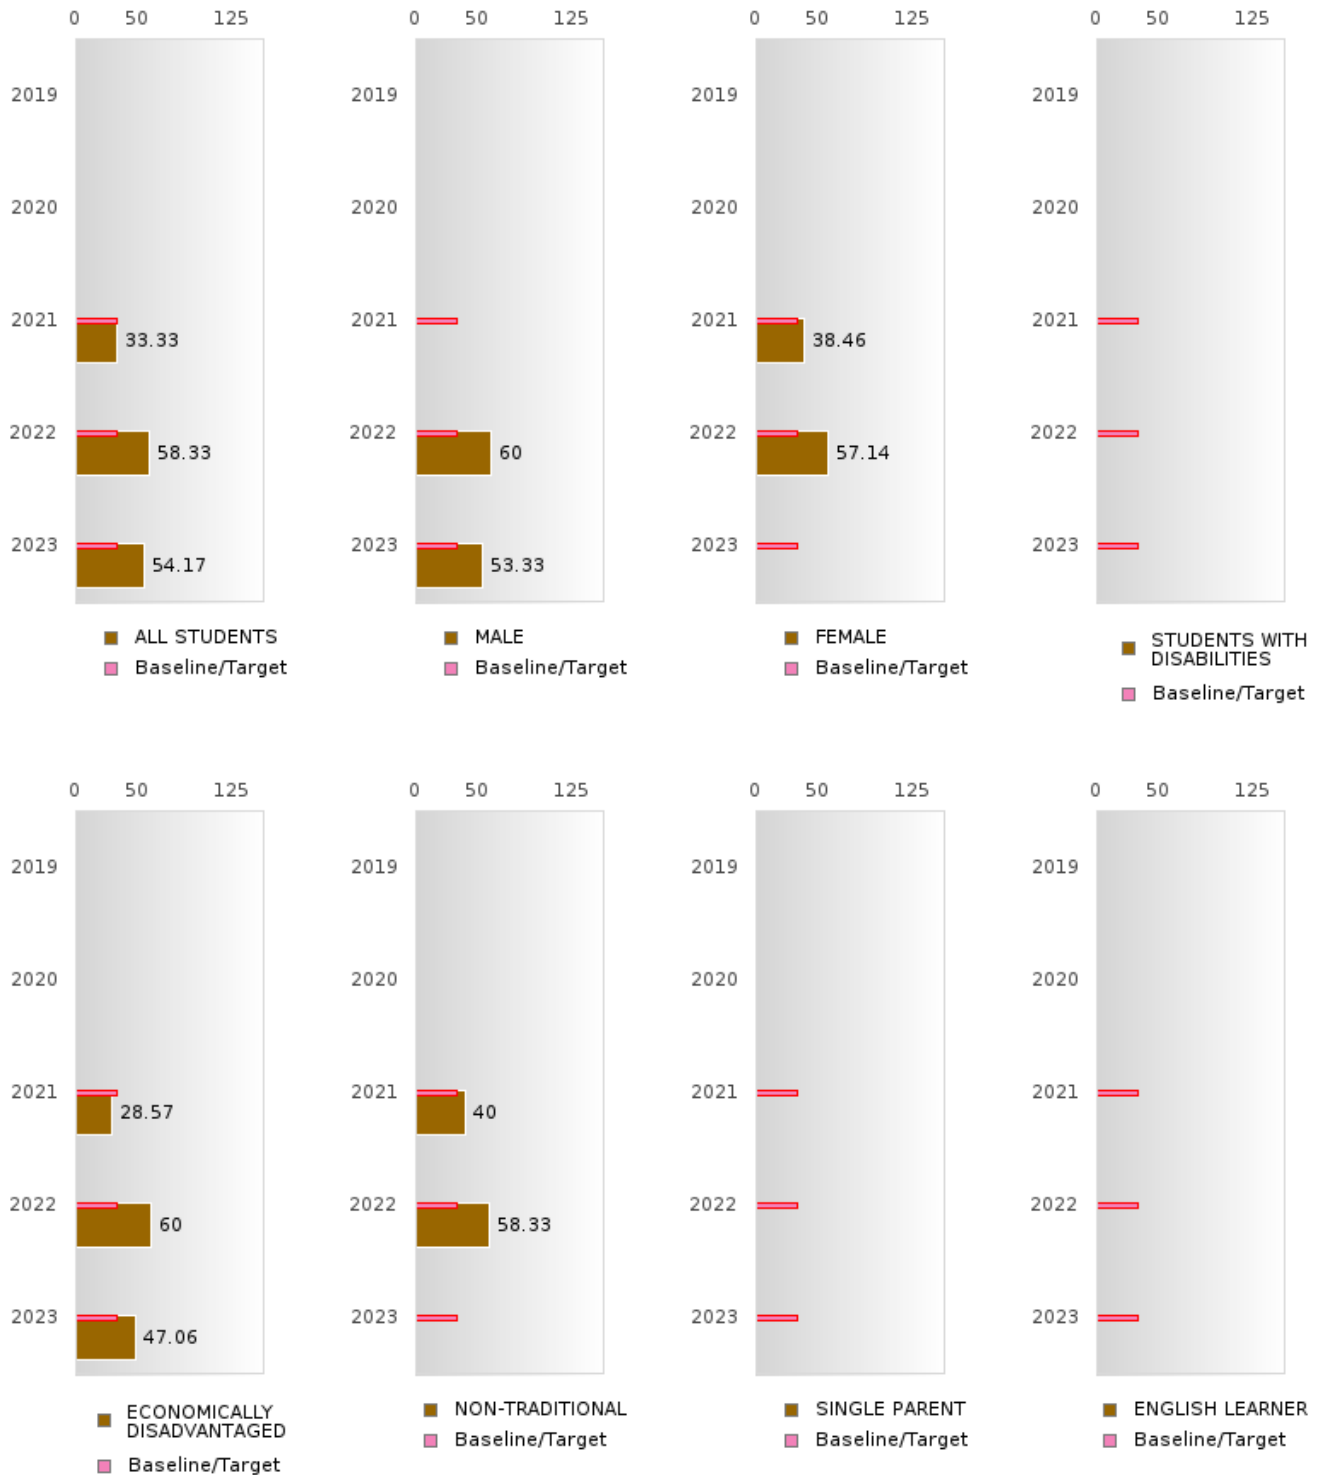 0 50 125 0 50 125 0 50 125 0 50 125
2019 2019 2019 2019
2020 2020 2020 2020
2021 2021 2021 2021
33.33 38.46
2022 2022 2022 2022
58.33 60 57.14
2023 2023 2023 2023
54.17 53.33
ALL STUDENTS MALE FEMALE STUDENTS WITH
DISABILITIES
Baseline/Target Baseline/Target Baseline/Target Baseline/Target
0 50 125 0 50 125 0 50 125 0 50 125
2019 2019 2019 2019
2020 2020 2020 2020
2021 2021 2021 2021
28.57 40
2022 2022 2022 2022
60 58.33
2023 2023 2023 2023
47.06
ECONOMICALLY NON-TRADITIONAL SINGLE PARENT ENGLISH LEARNER
DISADVANTAGED
Baseline/Target Baseline/Target Baseline/Target Baseline/Target